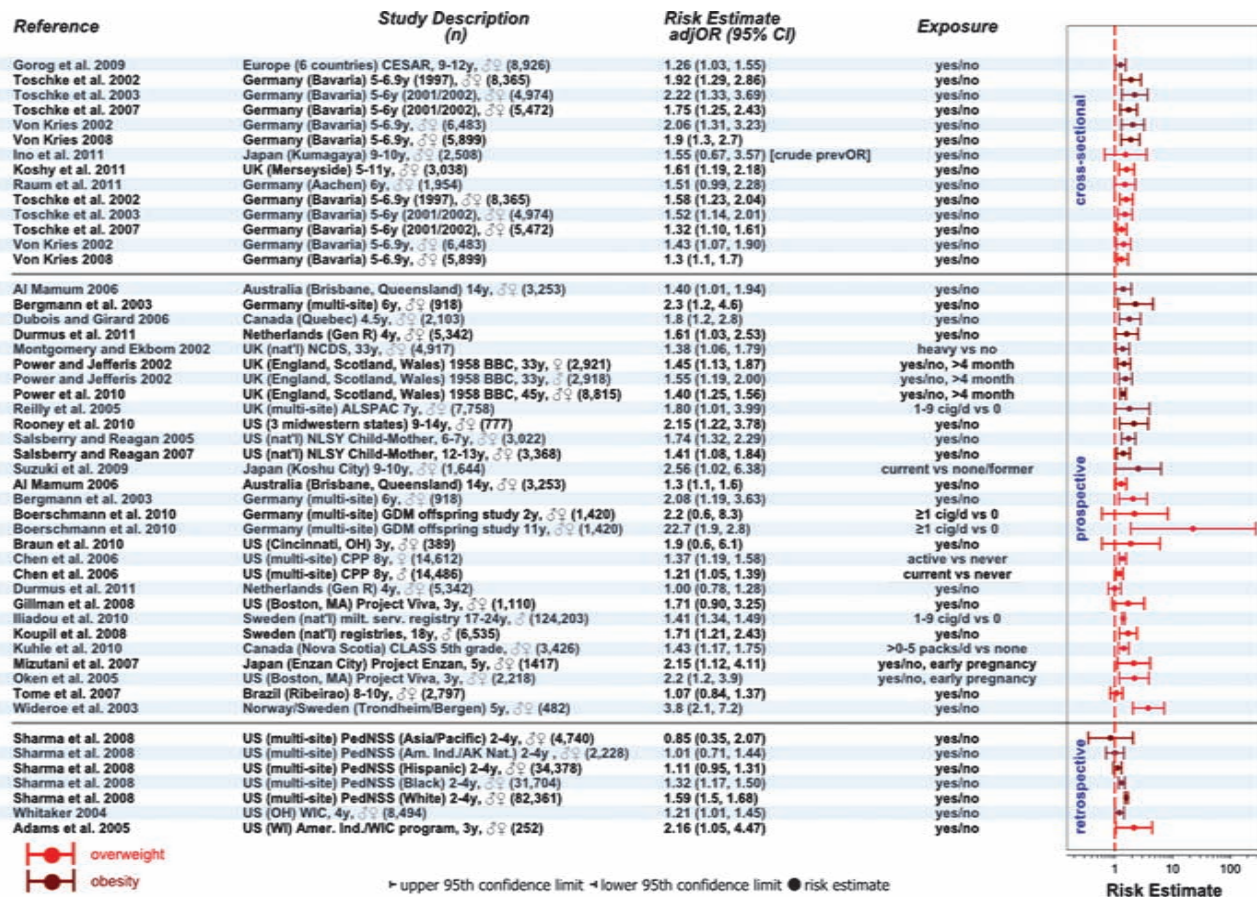 Reference Study Description (n) Risk Estimate adjOR (95% CI) Exposure
Gorog et al. 2009 Europe (6 countries) CESAR, 9-12y, ♂♀ (8,926) 1.26 (1.03, 1.55) yes/no
Toschke et al. 2002 Germany (Bavaria) 5-6.9y (1997), ♂♀ (8,365) 1.92 (1.29, 2.86) yes/no
Toschke et al. 2003 Germany (Bavaria) 5-6y (2001/2002), ♂♀ (4,974) 2.22 (1.33, 3.69) yes/no
Toschke et al. 2007 Germany (Bavaria) 5-6y (2001/2002), ♂♀ (5,472) 1.75 (1.25, 2.43) yes/no
Von Kries 2002 Germany (Bavaria) 5-6.9y, ♂♀ (6,483) 2.06 (1.31, 3.23) yes/no
Von Kries 2008 Germany (Bavaria) 5-6.9y, ♂♀ (5,899) 1.9 (1.3, 2.7) yes/no
Ino et al. 2011 Japan (Kumagaya) 9-10y, ♂♀ (2,508) 1.55 (0.67, 3.57) [crude prevOR] yes/no
Koshy et al. 2011 UK (Merseyside) 5-11y, ♂♀ (3,038) 1.61 (1.19, 2.18) yes/no
Raum et al. 2011 Germany (Aachen) 6y, ♂♀ (1,954) 1.51 (0.99, 2.28) yes/no
Toschke et al. 2002 Germany (Bavaria) 5-6.9y (1997), ♂♀ (8,365) 1.58 (1.23, 2.04) yes/no
Toschke et al. 2003 Germany (Bavaria) 5-6y (2001/2002), ♂♀ (4,974) 1.52 (1.14, 2.01) yes/no
Toschke et al. 2007 Germany (Bavaria) 5-6y (2001/2002), ♂♀ (5,472) 1.32 (1.10, 1.61) yes/no
Von Kries 2002 Germany (Bavaria) 5-6.9y, ♂♀ (6,483) 1.43 (1.07, 1.90) yes/no
Von Kries 2008 Germany (Bavaria) 5-6.9y, ♂♀ (5,899) 1.3 (1.1, 1.7) yes/no
cross-sectional
Al Mamum 2006 Australia (Brisbane, Queensland) 14y, ♂♀ (3,253) 1.40 (1.01, 1.94) yes/no
Bergmann et al. 2003 Germany (multi-site) 6y, ♂♀ (918) 2.3 (1.2, 4.6) yes/no
Dubois and Girard 2006 Canada (Quebec) 4.5y, ♂♀ (2,103) 1.8 (1.2, 2.8) yes/no
Durmus et al. 2011 Netherlands (Gen R) 4y, ♂♀ (5,342) 1.61 (1.03, 2.53) yes/no
Montgomery and Ekbom 2002 UK (nat'l) NCDS, 33y, ♂♀ (4,917) 1.38 (1.06, 1.79) heavy vs no
Power and Jefferis 2002 UK (England, Scotland, Wales) 1958 BBC, 33y, ♀ (2,921) 1.45 (1.13, 1.87) yes/no, >4 month
Power and Jefferis 2002 UK (England, Scotland, Wales) 1958 BBC, 33y, ♂ (2,918) 1.55 (1.19, 2.00) yes/no, >4 month
Power et al. 2010 UK (England, Scotland, Wales) 1958 BBC, 45y, ♂♀ (8,815) 1.40 (1.25, 1.56) yes/no, >4 month
Reilly et al. 2005 UK (multi-site) ALSPAC 7y, ♂♀ (7,758) 1.80 (1.01, 3.99) 1-9 cig/d vs 0
Rooney et al. 2010 US (3 midwestern states) 9-14y, ♂♀ (777) 2.15 (1.22, 3.78) yes/no
Salsberry and Reagan 2005 US (nat'l) NLSY Child-Mother, 6-7y, ♂♀ (3,022) 1.74 (1.32, 2.29) yes/no
Salsberry and Reagan 2007 US (nat'l) NLSY Child-Mother, 12-13y, ♂♀ (3,368) 1.41 (1.08, 1.84) yes/no
Suzuki et al. 2009 Japan (Koshu City) 9-10y, ♂♀ (1,644) 2.56 (1.02, 6.38) current vs none/former
Al Mamum 2006 Australia (Brisbane, Queensland) 14y, ♂♀ (3,253) 1.3 (1.1, 1.6) yes/no
Bergmann et al. 2003 Germany (multi-site) 6y, ♂♀ (918) 2.08 (1.19, 3.63) yes/no
Boerschmann et al. 2010 Germany (multi-site) GDM offspring study 2y, ♂♀ (1,420) 2.2 (0.6, 8.3) ≥1 cig/d vs 0
Boerschmann et al. 2010 Germany (multi-site) GDM offspring study 11y, ♂♀ (1,420) 22.7 (1.9, 2.8) ≥1 cig/d vs 0
Braun et al. 2010 US (Cincinnati, OH) 3y, ♂♀ (389) 1.9 (0.6, 6.1) yes/no
Chen et al. 2006 US (multi-site) CPP 8y, ♀ (14,612) 1.37 (1.19, 1.58) active vs never
Chen et al. 2006 US (multi-site) CPP 8y, ♂ (14,486) 1.21 (1.05, 1.39) current vs never
Durmus et al. 2011 Netherlands (Gen R) 4y, ♂♀ (5,342) 1.00 (0.78, 1.28) yes/no
Gillman et al. 2008 US (Boston, MA) Project Viva, 3y, ♂♀ (1,110) 1.71 (0.90, 3.25) yes/no
Iliadou et al. 2010 Sweden (nat'l) milt. serv. registry 17-24y, ♂ (124,203) 1.41 (1.34, 1.49) 1-9 cig/d vs 0
Koupil et al. 2008 Sweden (nat'l) registries, 18y, ♂ (6,535) 1.71 (1.21, 2.43) yes/no
Kuhle et al. 2010 Canada (Nova Scotia) CLASS 5th grade, ♂♀ (3,426) 1.43 (1.17, 1.75) >0-5 packs/d vs none
Mizutani et al. 2007 Japan (Enzan City) Project Enzan, 5y, ♂♀ (1417) 2.15 (1.12, 4.11) yes/no, early pregnancy
Oken et al. 2005 US (Boston, MA) Project Viva, 3y, ♂♀ (2,218) 2.2 (1.2, 3.9) yes/no, early pregnancy
Tome et al. 2007 Brazil (Ribeirao) 8-10y, ♂♀ (2,797) 1.07 (0.84, 1.37) yes/no
Wideroe et al. 2003 Norway/Sweden (Trondheim/Bergen) 5y, ♂♀ (482) 3.8 (2.1, 7.2) yes/no
prospective
Sharma et al. 2008 US (multi-site) PedNSS (Asia/Pacific) 2-4y, ♂♀ (4,740) 0.85 (0.35, 2.07) yes/no
Sharma et al. 2008 US (multi-site) PedNSS (Am. Ind./AK Nat.) 2-4y, ♂♀ (2,228) 1.01 (0.71, 1.44) yes/no
Sharma et al. 2008 US (multi-site) PedNSS (Hispanic) 2-4y, ♂♀ (34,378) 1.11 (0.95, 1.31) yes/no
Sharma et al. 2008 US (multi-site) PedNSS (Black) 2-4y, ♂♀ (31,704) 1.32 (1.17, 1.50) yes/no
Sharma et al. 2008 US (multi-site) PedNSS (White) 2-4y, ♂♀ (82,361) 1.59 (1.5, 1.68) yes/no
Whitaker 2004 US (OH) WIC, 4y, ♂♀ (8,494) 1.21 (1.01, 1.45) yes/no
Adams et al. 2005 US (WI) Amer. Ind./WIC program, 3y, ♂♀ (252) 2.16 (1.05, 4.47) yes/no
retrospective
overweight
obesity
upper 95th confidence limit lower 95th confidence limit risk estimate
1 10 100
Risk Estimate